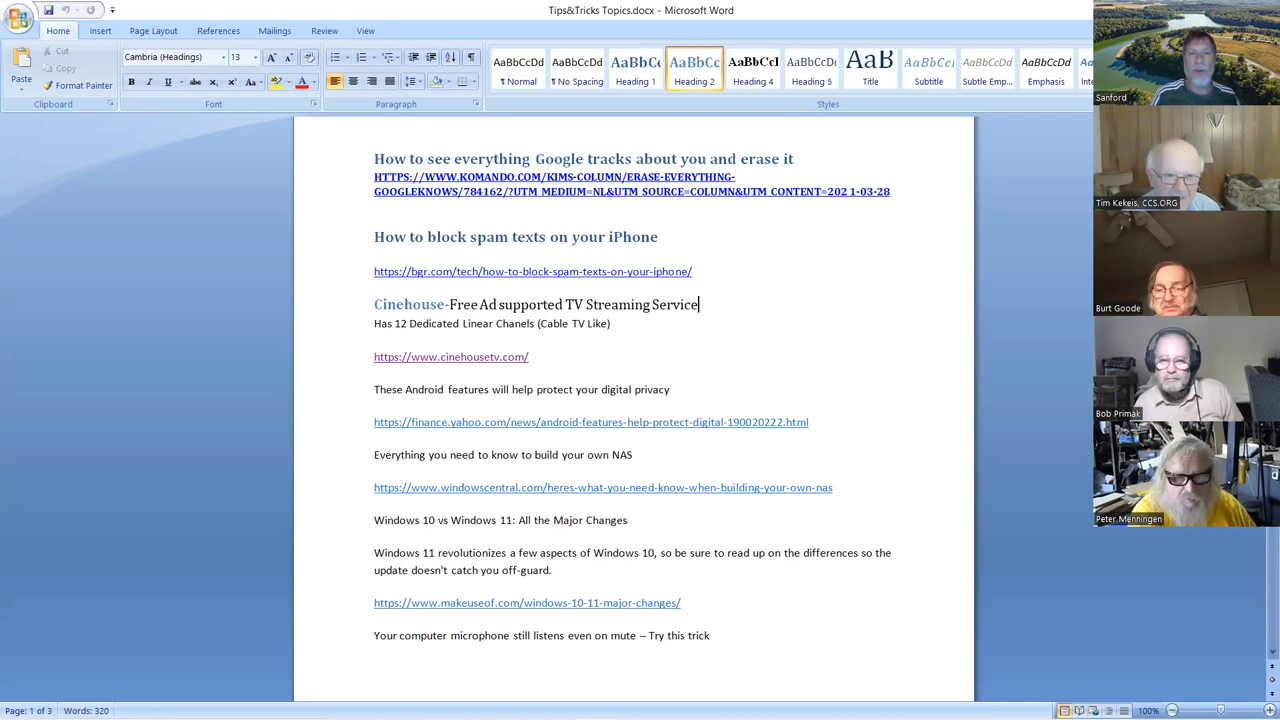 Tips&Tricks Topics.docx - Microsoft Word
Home Insert Page Layout References Mailings Review View
Paste
Cut
Copy
Format Painter
Clipboard
Cambria (Headings) 13
Font
Paragraph
AaBbCcDd AaBbCcDd AaBbCc AaBbCc AaBbCcI AaBbCcDc AaB AaBbCcI AaBbCcDd AaBbCcDd
¶ Normal ¶ No Spacing Heading 1 Heading 2 Heading 4 Heading 5 Title Subtitle Subtle Emp... Emphasis
Styles
How to see everything Google tracks about you and erase it
HTTPS://WWW.KOMANDO.COM/KIMS-COLUMN/ERASE-EVERYTHING-
GOOGLEKNOWS/784162/?UTM_MEDIUM=NL&UTM_SOURCE=COLUMN&UTM_CONTENT=202 1-03-28
How to block spam texts on your iPhone
https://bgr.com/tech/how-to-block-spam-texts-on-your-iphone/
Cinehouse-Free Ad supported TV Streaming Service
Has 12 Dedicated Linear Chanels (Cable TV Like)
https://www.cinehousetv.com/
These Android features will help protect your digital privacy
https://finance.yahoo.com/news/android-features-help-protect-digital-190020222.html
Everything you need to know to build your own NAS
https://www.windowscentral.com/heres-what-you-need-know-when-building-your-own-nas
Windows 10 vs Windows 11: All the Major Changes
Windows 11 revolutionizes a few aspects of Windows 10, so be sure to read up on the differences so the
update doesn't catch you off-guard.
https://www.makeuseof.com/windows-10-11-major-changes/
Your computer microphone still listens even on mute – Try this trick
Page: 1 of 3 Words: 320
100%
Sanford
Tim Kekeis, CCS.ORG
Burt Goode
Bob Primak
Peter Menningen